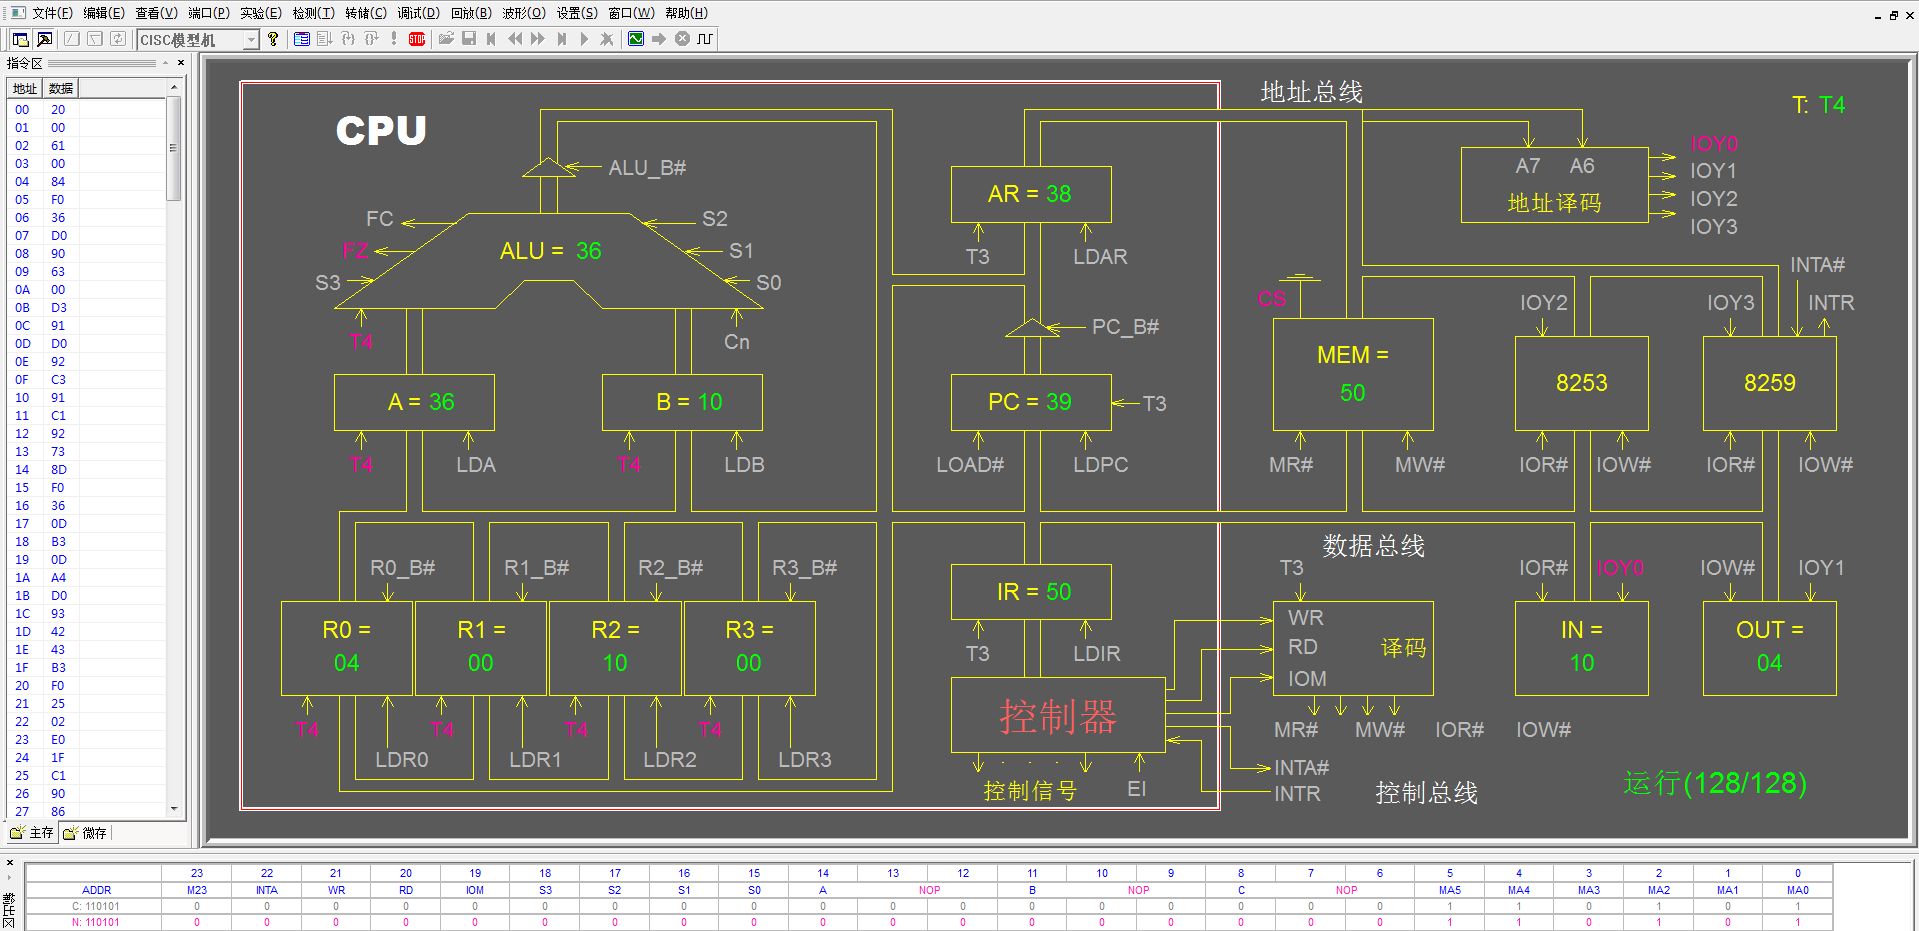 文件(F) 编辑(E) 查看(V) 端口(P) 实验(E) 检测(T) 转储(C) 调试(D) 回放(B) 波形(O) 设置(S) 窗口(W) 帮助(H)
CISC模型机
STOP
指令区
地址 数据
00 20
01 00
02 61
03 00
04 84
05 F0
06 36
07 D0
08 90
09 63
0A 00
0B D3
0C 91
0D D0
0E 92
0F C3
10 91
11 C1
12 92
13 73
14 8D
15 F0
16 36
17 0D
18 B3
19 0D
1A A4
1B D0
1C 93
1D 42
1E 43
1F B3
20 F0
21 25
22 02
23 E0
24 1F
25 C1
26 90
27 86
主存 微存
CPU
地址总线
T: T4
ALU_B#
A7 A6
地址译码
IOY0
IOY1
IOY2
IOY3
AR = 38
T3 LDAR
FC
FZ
S3
ALU = 36
S2
S1
S0
T4 Cn
PC_B#
CS
INTA#
IOY2 IOY3 INTR
MEM =
50
8253 8259
A = 36 B = 10 PC = 39
T3
T4 LDA T4 LDB LOAD# LDPC MR# MW# IOR# IOW# IOR# IOW#
数据总线
R0_B# R1_B# R2_B# R3_B# T3 IOR# IOY0 IOW# IOY1
IR = 50
T3 LDIR
R0 =
04
R1 =
00
R2 =
10
R3 =
00
WR
RD
IOM
译码
IN =
10
OUT =
04
T4 T4 T4 T4
LDR0 LDR1 LDR2 LDR3
控制器
控制信号
EI
MR# MW# IOR# IOW#
INTA#
INTR
控制总线
运行(128/128)
23 22 21 20 19 18 17 16 15 14 13 12 11 10 9 8 7 6 5 4 3 2 1 0
ADDR M23 INTA WR RD IOM S3 S2 S1 S0 A NOP B NOP C NOP MA5 MA4 MA3 MA2 MA1 MA0
C: 110101 0 0 0 0 0 0 0 0 0 0 0 0 0 0 0 0 0 0 1 1 0 1 0 1
N: 110101 0 0 0 0 0 0 0 0 0 0 0 0 0 0 0 0 0 0 1 1 0 1 0 1